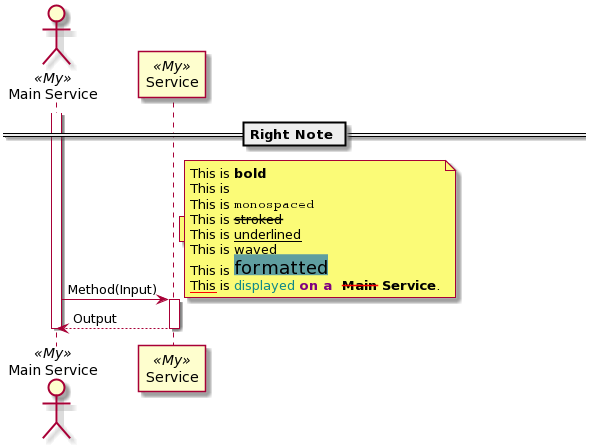 «My»
Main Service
«My»
Service
Right Note
This is bold
This is
This is monospaced
This is stroked
This is underlined
This is waved
This is formatted
This is displayed on a Main Service.
Method(Input)
Output
«My»
Main Service
«My»
Service